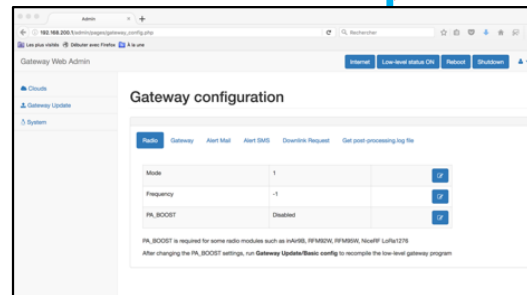 Admin
192.168.200.1/admin/pages/gateway_config.php
Rechercher
Les plus visités Débuter avec Firefox À la une
Gateway Web Admin
Internet Low-level status ON Reboot Shutdown
Clouds
Gateway Update
System
Gateway configuration
Radio Gateway Alert Mail Alert SMS Downlink Request Get post-processing.log file
Mode 1
Frequency -1
PA_BOOST Disabled
PA_BOOST is required for some radio modules such as inAir9B, RFM92W, RFM95W, NiceRF LoRa1276
After changing the PA_BOOST settings, run Gateway Update/Basic config to recompile the low-level gateway program